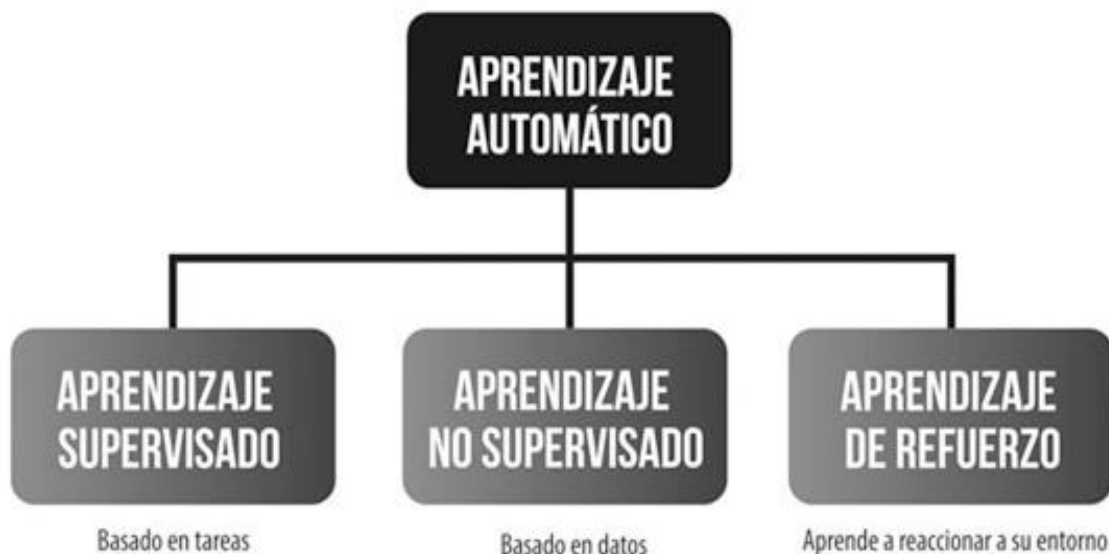 APRENDIZAJE
AUTOMÁTICO
APRENDIZAJE
SUPERVISADO
APRENDIZAJE
NO SUPERVISADO
APRENDIZAJE
DE REFUERZO
Basado en tareas
Basado en datos
Aprende a reaccionar a su entorno